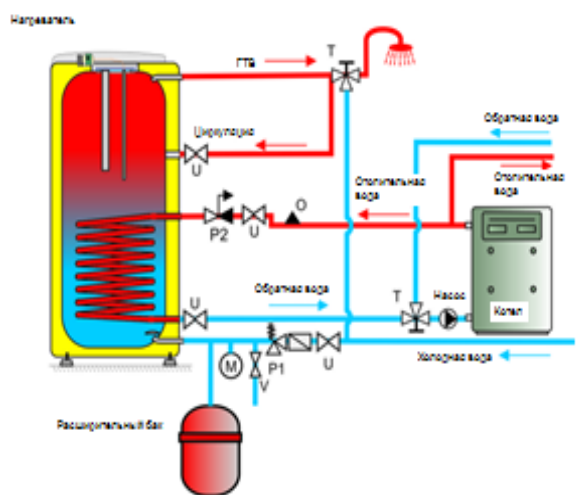 Нагреватель
ГТВ
T
Циркуляция
U
Обратная вода
Отопительная
вода
Отопительная
вода
O
P2
U
Обратная вода
U
T
Насос
Котел
P1
U
M
V
Холодная вода
Расширительный бак